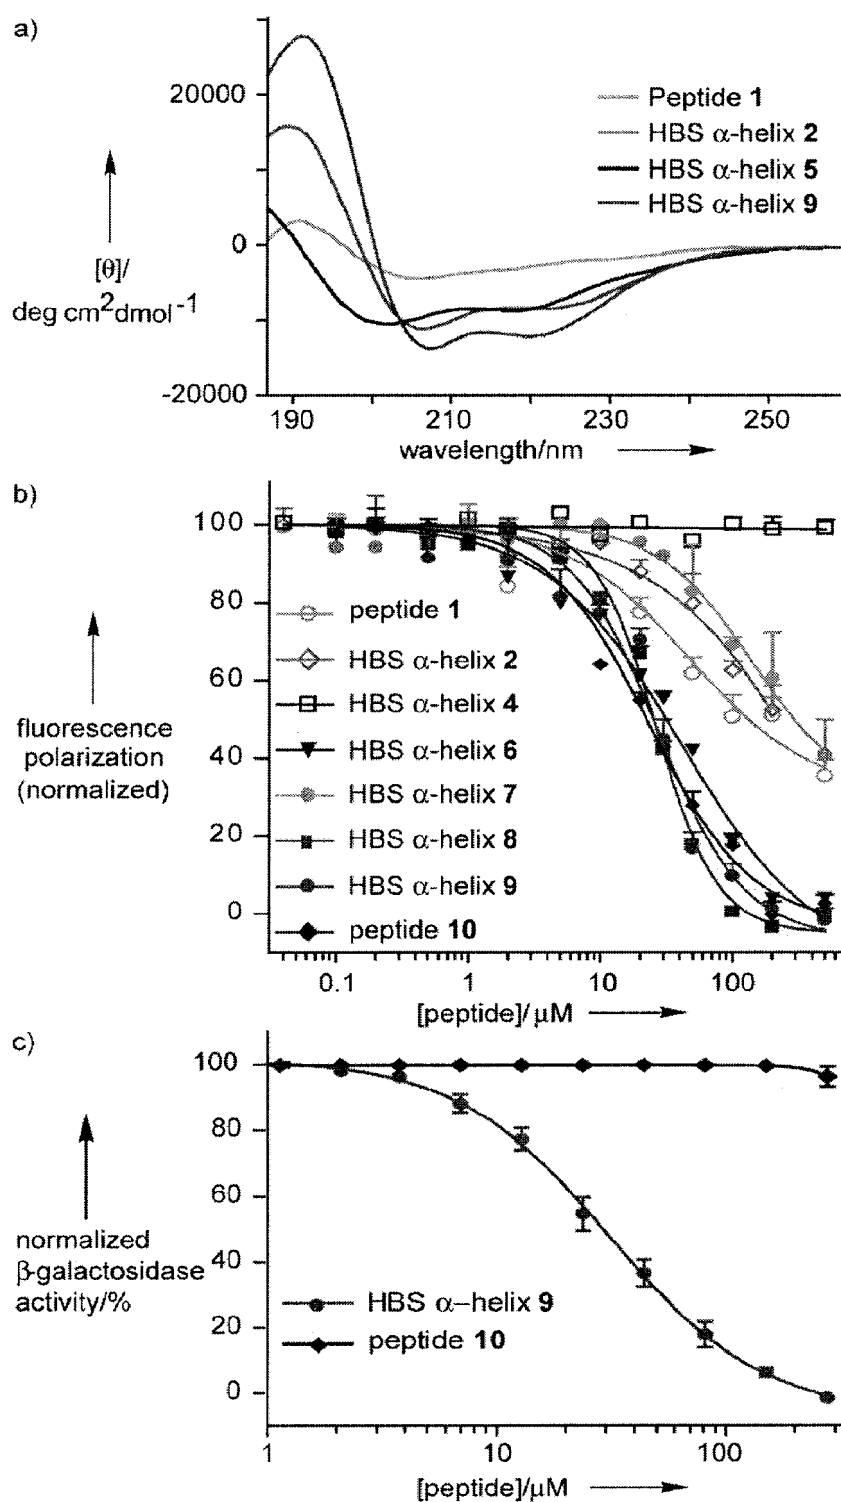 a)
20000
0
-20000
[θ]/
deg cm2dmol-1
Peptide 1
HBS α-helix 2
HBS α-helix 5
HBS α-helix 9
190 210 230 250
wavelength/nm
b)
100
80
60
40
20
0
fluorescence
polarization
(normalized)
peptide 1
HBS α-helix 2
HBS α-helix 4
HBS α-helix 6
HBS α-helix 7
HBS α-helix 8
HBS α-helix 9
peptide 10
0.1 1 10 100
[peptide]/μM
c)
100
80
60
40
20
0
normalized
β-galactosidase
activity/%
HBS α–helix 9
peptide 10
1 10 100
[peptide]/μM